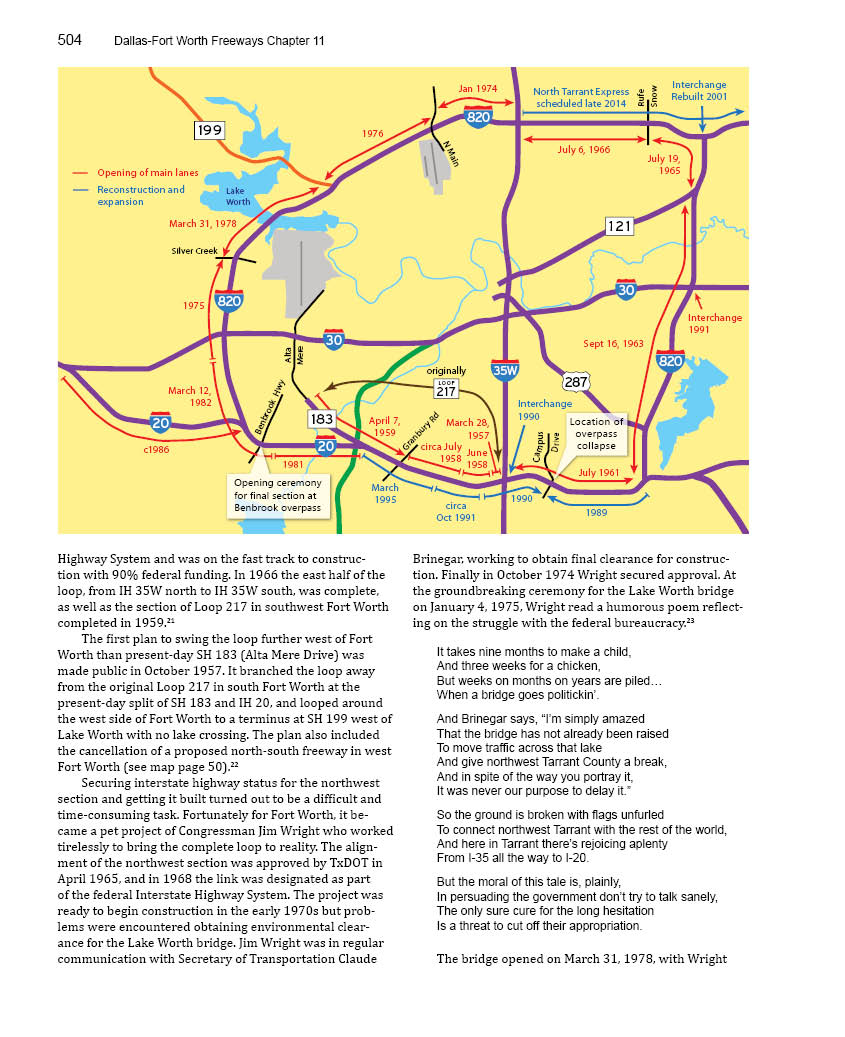 504 Dallas-Fort Worth Freeways Chapter 11
Jan 1974
North Tarrant Express
scheduled late 2014
Rufe
Snow
Interchange
Rebuilt 2001
820
199
1976
N Main
July 6, 1966
July 19,
1965
Opening of main lanes
Reconstruction and
expansion
Lake
Worth
March 31, 1978
121
Silver Creek
30
1975
820
Interchange
1991
30
Sept 16, 1963
Alta
Mere
originally
LOOP
217
35W
820
287
March 12,
1982
Benbrook Hwy
Interchange
1990
183
April 7,
1959
Granbury Rd
March 28,
1957
Location of
overpass
collapse
20
circa July
1958
June
1958
Campus
Drive
c1986
20
1981
July 1961
Opening ceremony
for final section at
Benbrook overpass
March
1995
circa
Oct 1991
1990
1989
Highway System and was on the fast track to construc-
tion with 90% federal funding. In 1966 the east half of the
loop, from IH 35W north to IH 35W south, was complete,
as well as the section of Loop 217 in southwest Fort Worth
completed in 1959.²¹
The first plan to swing the loop further west of Fort
Worth than present-day SH 183 (Alta Mere Drive) was
made public in October 1957. It branched the loop away
from the original Loop 217 in south Fort Worth at the
present-day split of SH 183 and IH 20, and looped around
the west side of Fort Worth to a terminus at SH 199 west of
Lake Worth with no lake crossing. The plan also included
the cancellation of a proposed north-south freeway in west
Fort Worth (see map page 50).²²
Securing interstate highway status for the northwest
section and getting it built turned out to be a difficult and
time-consuming task. Fortunately for Fort Worth, it be-
came a pet project of Congressman Jim Wright who worked
tirelessly to bring the complete loop to reality. The align-
ment of the northwest section was approved by TxDOT in
April 1965, and in 1968 the link was designated as part
of the federal Interstate Highway System. The project was
ready to begin construction in the early 1970s but prob-
lems were encountered obtaining environmental clear-
ance for the Lake Worth bridge. Jim Wright was in regular
communication with Secretary of Transportation Claude
Brinegar, working to obtain final clearance for construc-
tion. Finally in October 1974 Wright secured approval. At
the groundbreaking ceremony for the Lake Worth bridge
on January 4, 1975, Wright read a humorous poem reflect-
ing on the struggle with the federal bureaucracy.²³
It takes nine months to make a child,
And three weeks for a chicken,
But weeks on months on years are piled…
When a bridge goes politickin’.
And Brinegar says, “I’m simply amazed
That the bridge has not already been raised
To move traffic across that lake
And give northwest Tarrant County a break,
And in spite of the way you portray it,
It was never our purpose to delay it.”
So the ground is broken with flags unfurled
To connect northwest Tarrant with the rest of the world,
And here in Tarrant there’s rejoicing aplenty
From I-35 all the way to I-20.
But the moral of this tale is, plainly,
In persuading the government don’t try to talk sanely,
The only sure cure for the long hesitation
Is a threat to cut off their appropriation.
The bridge opened on March 31, 1978, with Wright